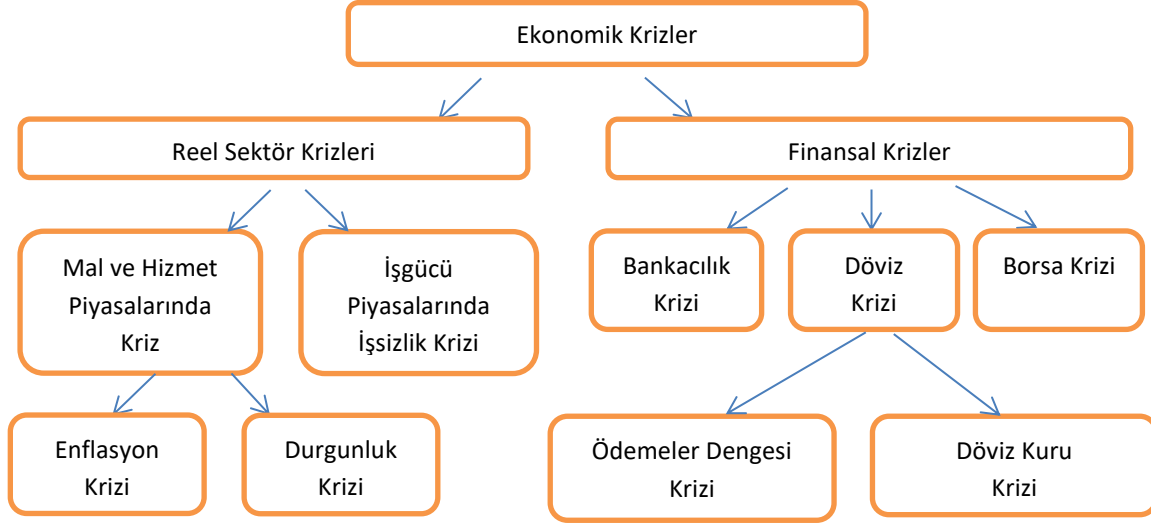 Ekonomik Krizler
Reel Sektör Krizleri
Finansal Krizler
Mal ve Hizmet
Piyasalarında
Kriz
İşgücü
Piyasalarında
İşsizlik Krizi
Bankacılık
Krizi
Döviz
Krizi
Borsa Krizi
Enflasyon
Krizi
Durgunluk
Krizi
Ödemeler Dengesi
Krizi
Döviz Kuru
Krizi